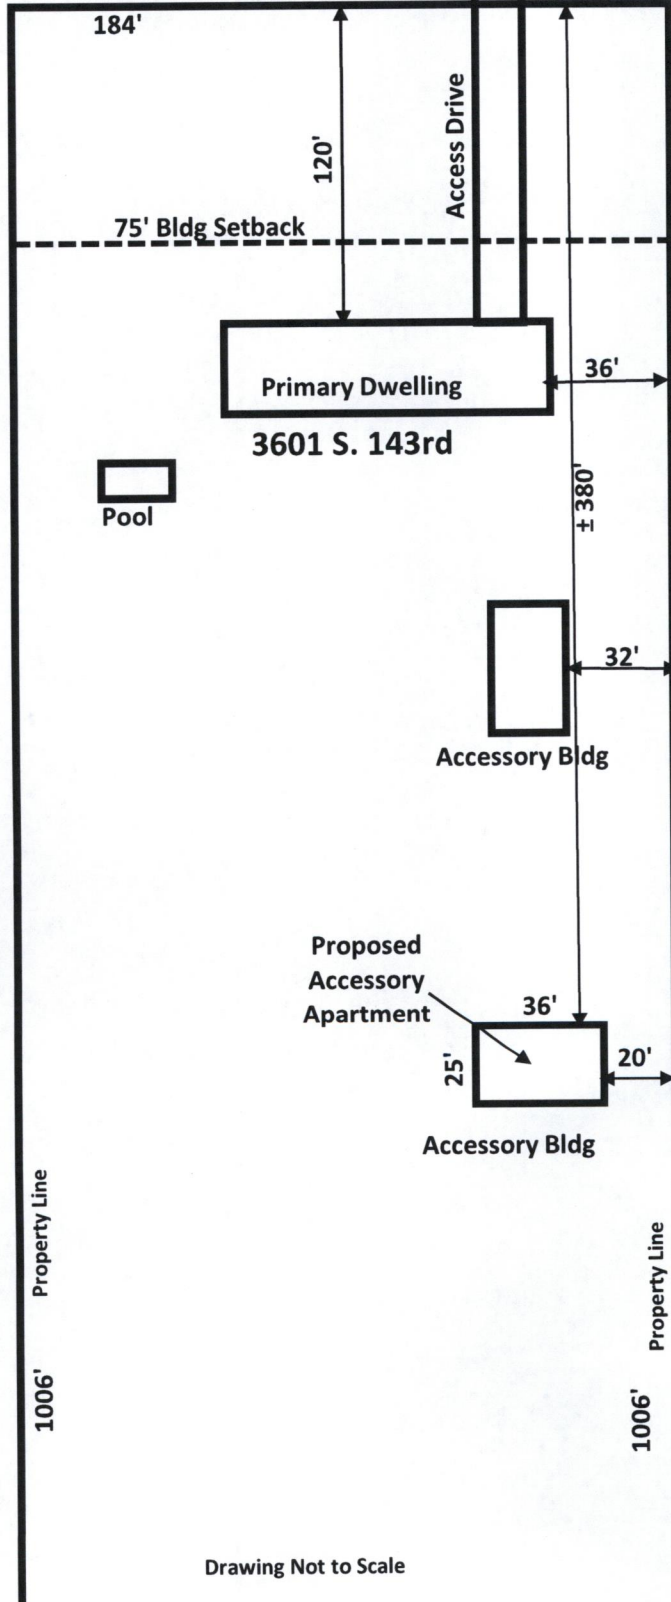 184'
120'
Access Drive
75' Bldg Setback
Primary Dwelling
36'
3601 S. 143rd
± 380'
Pool
32'
Accessory Bldg
Proposed
Accessory
Apartment
36'
25'
20'
Accessory Bldg
Property Line
Property Line
1006'
1006'
Drawing Not to Scale